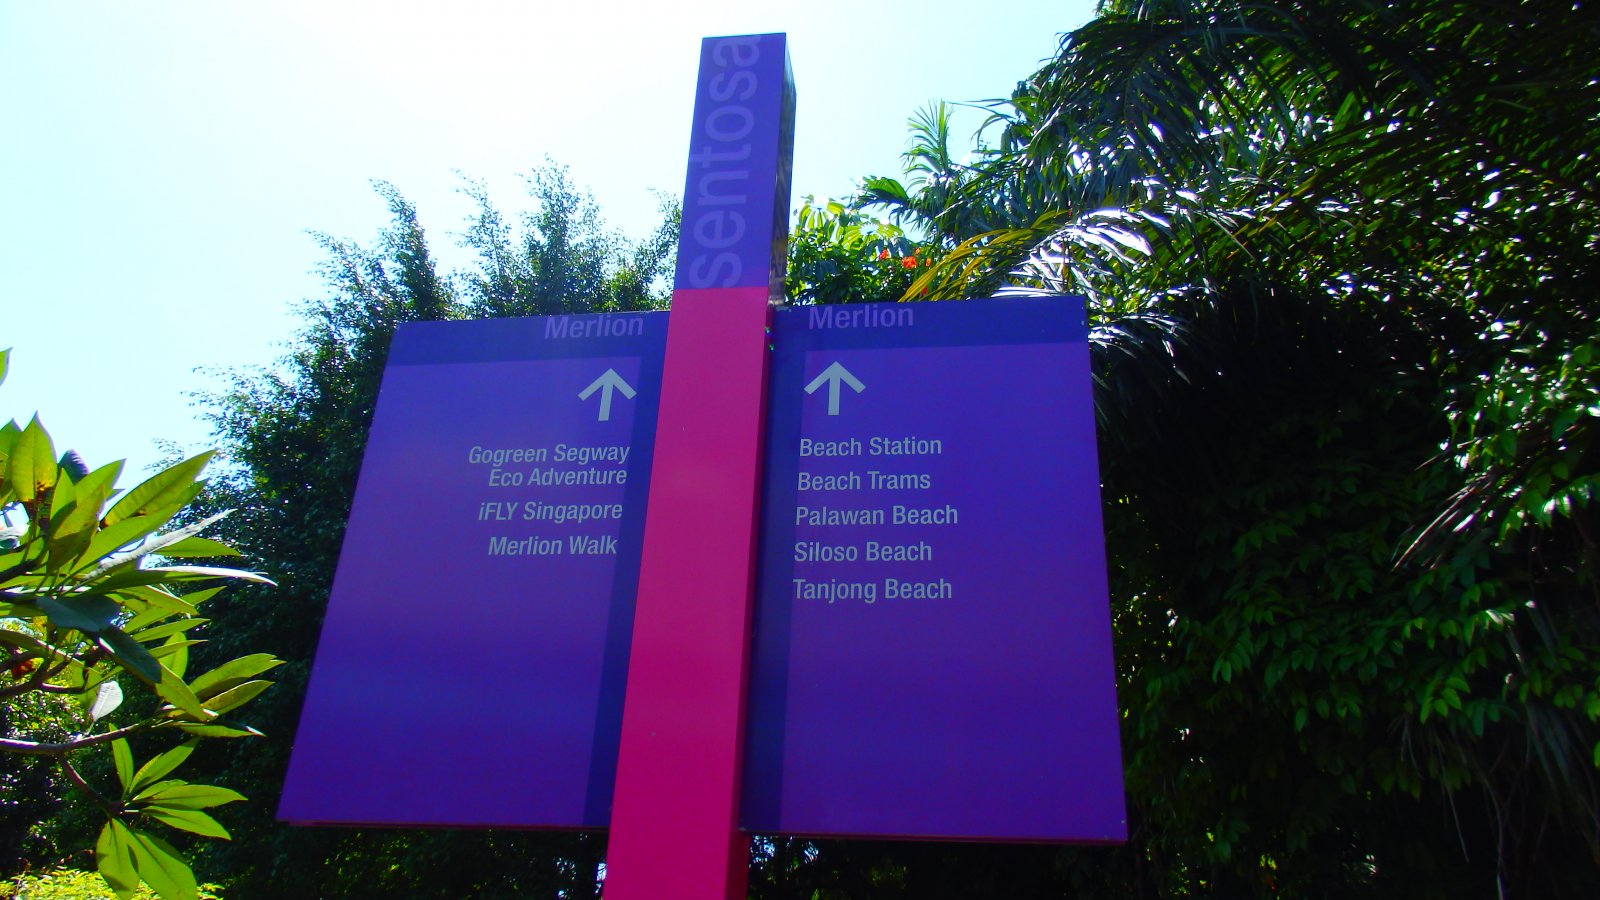 sentosa
Merlion
Gogreen Segway
Eco Adventure
iFLY Singapore
Merlion Walk
Merlion
Beach Station
Beach Trams
Palawan Beach
Siloso Beach
Tanjong Beach